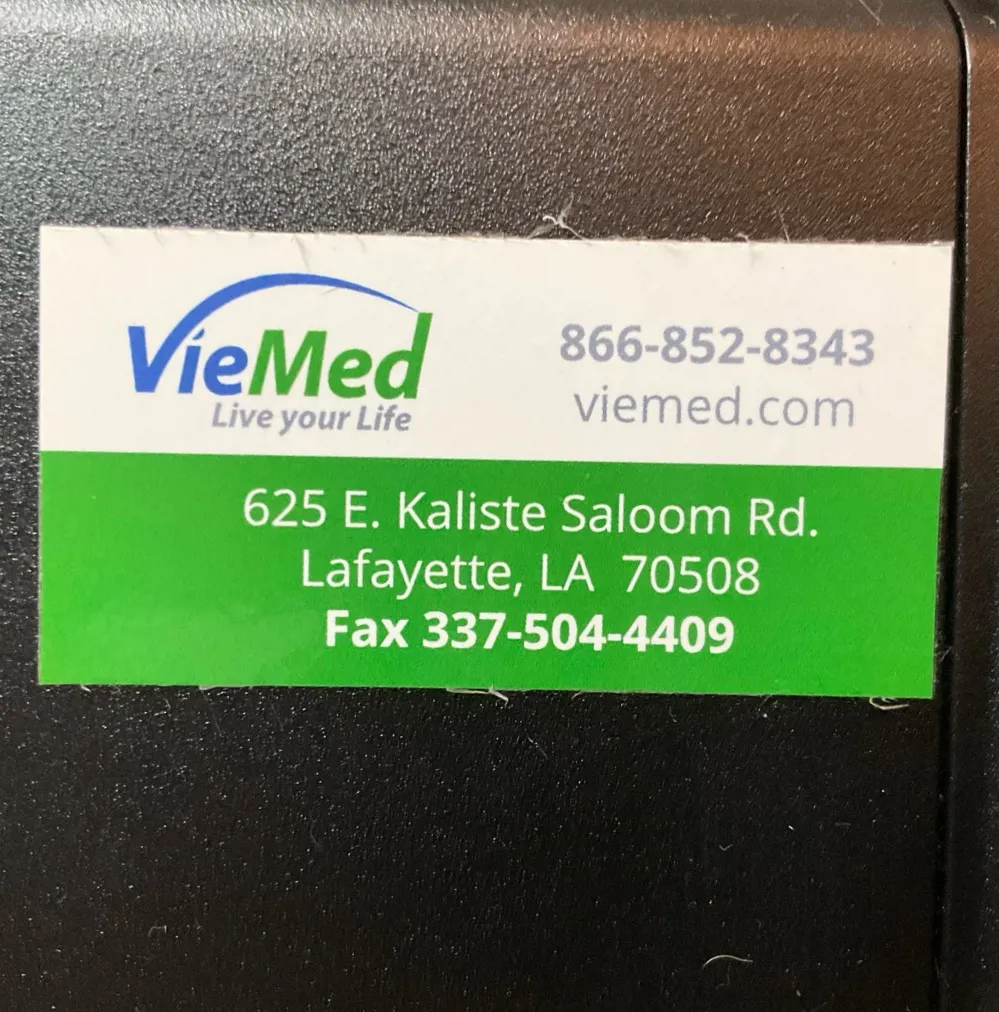 VieMed
Live your Life
866-852-8343
viemed.com
625 E. Kaliste Saloom Rd.
Lafayette, LA 70508
Fax 337-504-4409